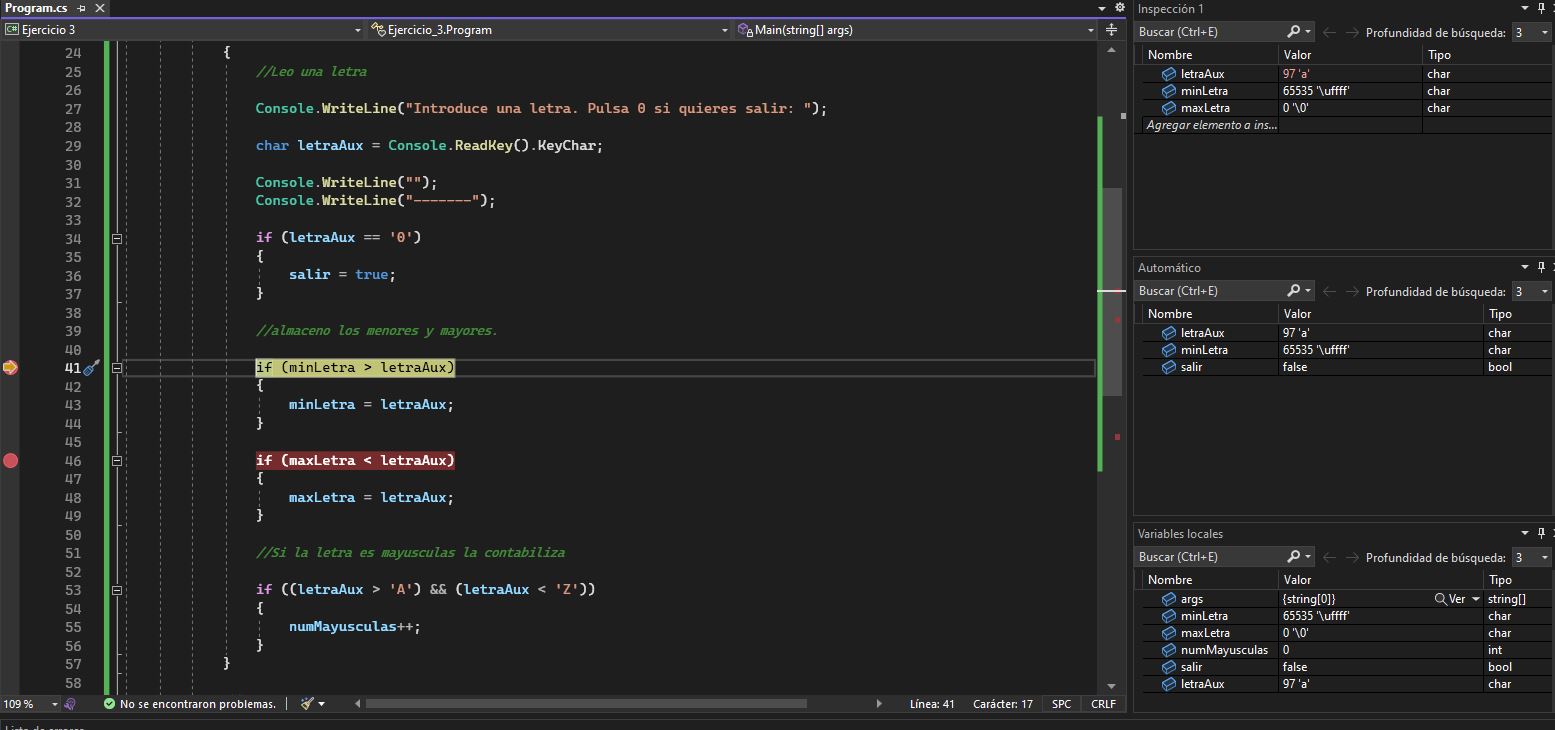 Program.cs
Ejercicio 3 Ejercicio_3.Program Main(string[] args)
24 {
25 //Leo una letra
26
27 Console.WriteLine("Introduce una letra. Pulsa 0 si quieres salir: ");
28
29 char letraAux = Console.ReadKey().KeyChar;
30
31 Console.WriteLine("");
32 Console.WriteLine("-------");
33
34 if (letraAux == '0')
35 {
36 salir = true;
37 }
38
39 //almaceno los menores y mayores.
40
41 if (minLetra > letraAux)
42 {
43 minLetra = letraAux;
44 }
45
46 if (maxLetra < letraAux)
47 {
48 maxLetra = letraAux;
49 }
50
51 //Si la letra es mayusculas la contabiliza
52
53 if ((letraAux > 'A') && (letraAux < 'Z'))
54 {
55 numMayusculas++;
56 }
57 }
58
109 % No se encontraron problemas. Línea: 41 Carácter: 17 SPC CRLF
Inspección 1
Buscar (Ctrl+E) Profundidad de búsqueda: 3
Nombre Valor Tipo
letraAux 97 'a' char
minLetra 65535 '\uffff' char
maxLetra 0 '\0' char
Agregar elemento a ins...
Automático
Buscar (Ctrl+E) Profundidad de búsqueda: 3
Nombre Valor Tipo
letraAux 97 'a' char
minLetra 65535 '\uffff' char
salir false bool
Variables locales
Buscar (Ctrl+E) Profundidad de búsqueda: 3
Nombre Valor Tipo
args {string[0]} Ver string[]
minLetra 65535 '\uffff' char
maxLetra 0 '\0' char
numMayusculas 0 int
salir false bool
letraAux 97 'a' char